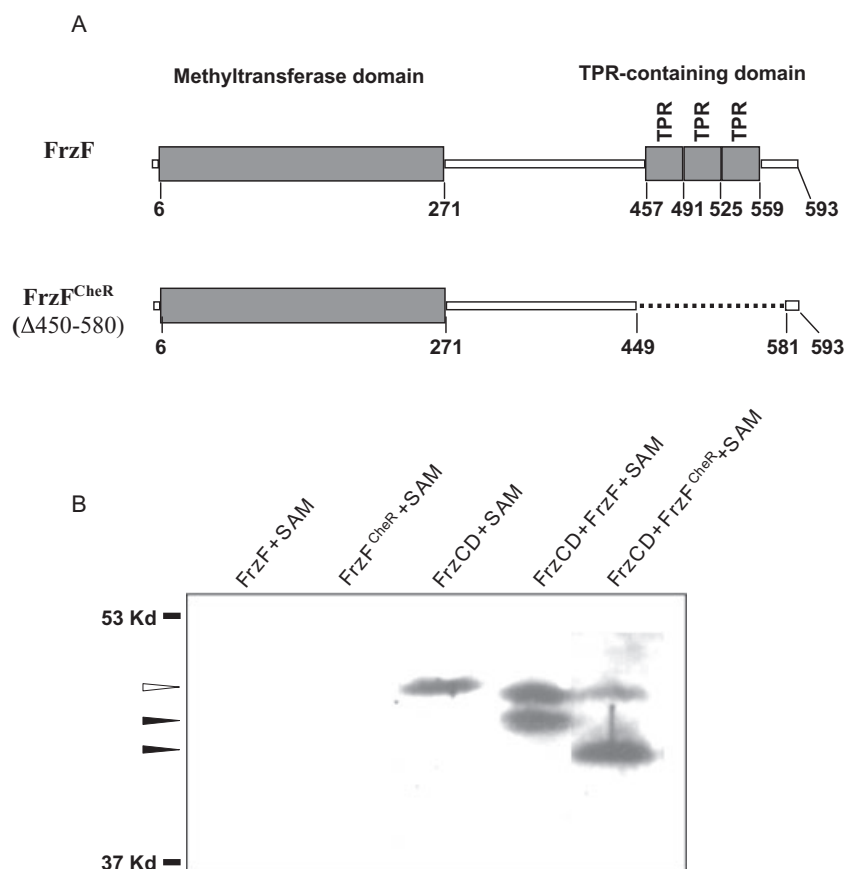 A
Methyltransferase domain
TPR-containing domain
TPR TPR TPR
FrzF
6 271 457 491 525 559 593
FrzF^CheR
(Δ450-580)
6 271 449 581 593
B
FrzF+SAM
FrzF^CheR+SAM
FrzCD+SAM
FrzCD+FrzF+SAM
FrzCD+FrzF^CheR+SAM
53 Kd
37 Kd